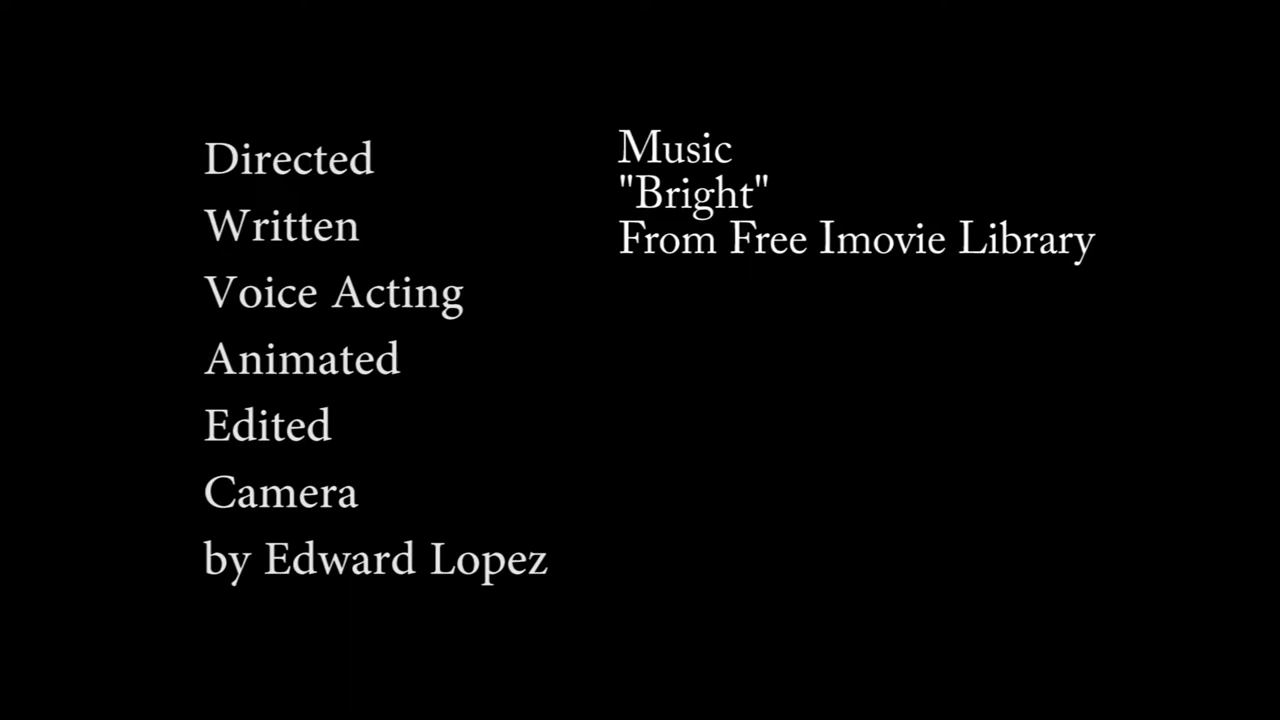 Directed
Written
Voice Acting
Animated
Edited
Camera
by Edward Lopez
Music
"Bright"
From Free Imovie Library